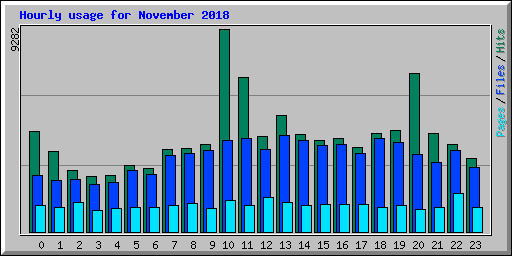 Hourly usage for November 2018
9282
Pages/Files/Hits
0 1 2 3 4 5 6 7 8 9 10 11 12 13 14 15 16 17 18 19 20 21 22 23